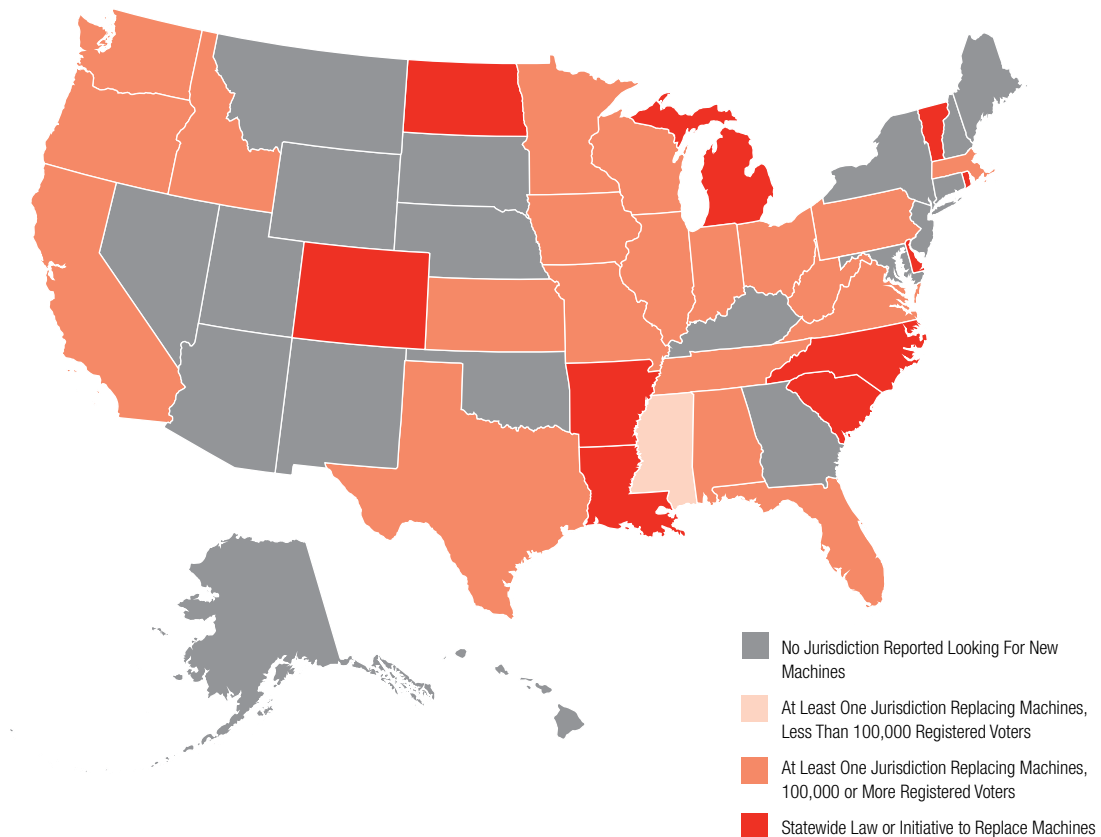 No Jurisdiction Reported Looking For New
Machines
At Least One Jurisdiction Replacing Machines,
Less Than 100,000 Registered Voters
At Least One Jurisdiction Replacing Machines,
100,000 or More Registered Voters
Statewide Law or Initiative to Replace Machines